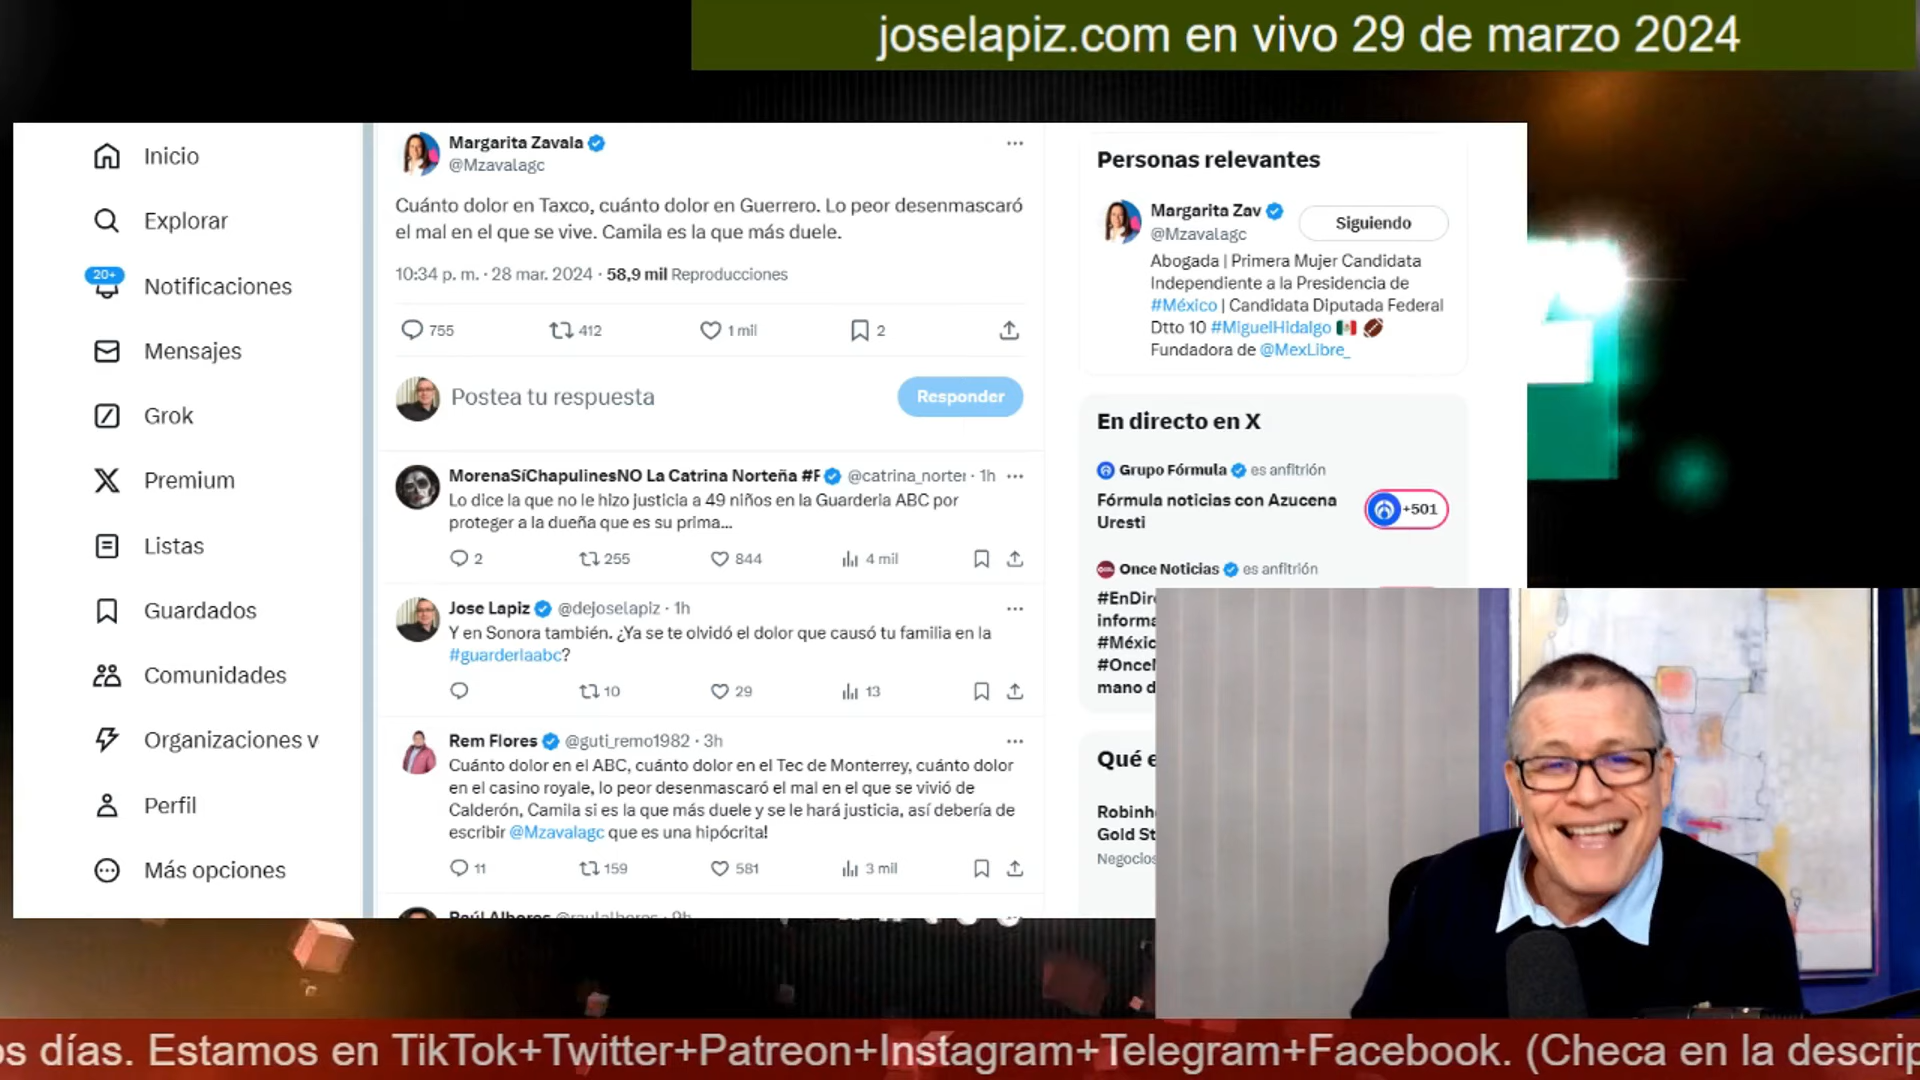 joselapiz.com en vivo 29 de marzo 2024
Inicio
Explorar
20+
Notificaciones
Mensajes
Grok
Premium
Listas
Guardados
Comunidades
Organizaciones v
Perfil
Más opciones
Margarita Zavala
@Mzavalagc
Cuánto dolor en Taxco, cuánto dolor en Guerrero. Lo peor desenmascaró
el mal en el que se vive. Camila es la que más duele.
10:34 p. m. · 28 mar. 2024 · 58,9 mil Reproducciones
755 412 1 mil 2
Postea tu respuesta
Responder
MorenaSíChapulinesNO La Catrina Norteña #F @catrina_norter · 1h
Lo dice la que no le hizo justicia a 49 niños en la Guarderia ABC por
proteger a la dueña que es su prima...
2 255 844 4 mil
Jose Lapiz @dejoselapiz · 1h
Y en Sonora también. ¿Ya se te olvidó el dolor que causó tu familia en la
#guarderIaabc?
10 29 13
Rem Flores @guti_remo1982 · 3h
Cuánto dolor en el ABC, cuánto dolor en el Tec de Monterrey, cuánto dolor
en el casino royale, lo peor desenmascaró el mal en el que se vivió de
Calderón, Camila si es la que más duele y se le hará justicia, así debería de
escribir @Mzavalagc que es una hipócrita!
11 159 581 3 mil
Personas relevantes
Margarita Zav
@Mzavalagc
Siguiendo
Abogada | Primera Mujer Candidata
Independiente a la Presidencia de
#México | Candidata Diputada Federal
Dtto 10 #MiguelHidalgo 🇲🇽 🏈
Fundadora de @MexLibre_
En directo en X
Grupo Fórmula es anfitrión
Fórmula noticias con Azucena
Uresti
+501
Once Noticias es anfitrión
#EnDire
informa
#Méxic
#Once
mano d
Qué e
Robinh
Gold St
Negocios
os días. Estamos en TikTok+Twitter+Patreon+Instagram+Telegram+Facebook. (Checa en la descrip